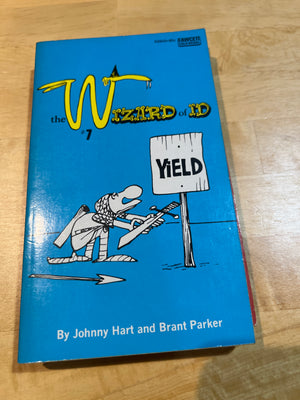 FAWCETT
the WIZARD of ID
#7
YIELD
By Johnny Hart and Brant Parker